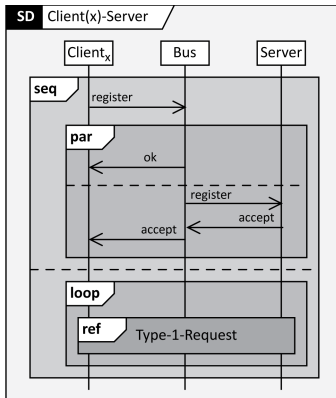 SD Client(x)-Server
Clientx Bus Server
seq
register
par
ok
register
accept
accept
loop
ref Type-1-Request